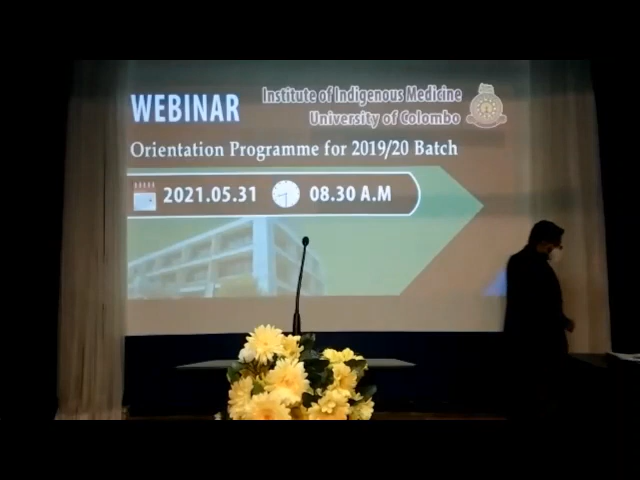 WEBINAR
Institute of Indigenous Medicine
University of Colombo
Orientation Programme for 2019/20 Batch
2021.05.31 08.30 A.M